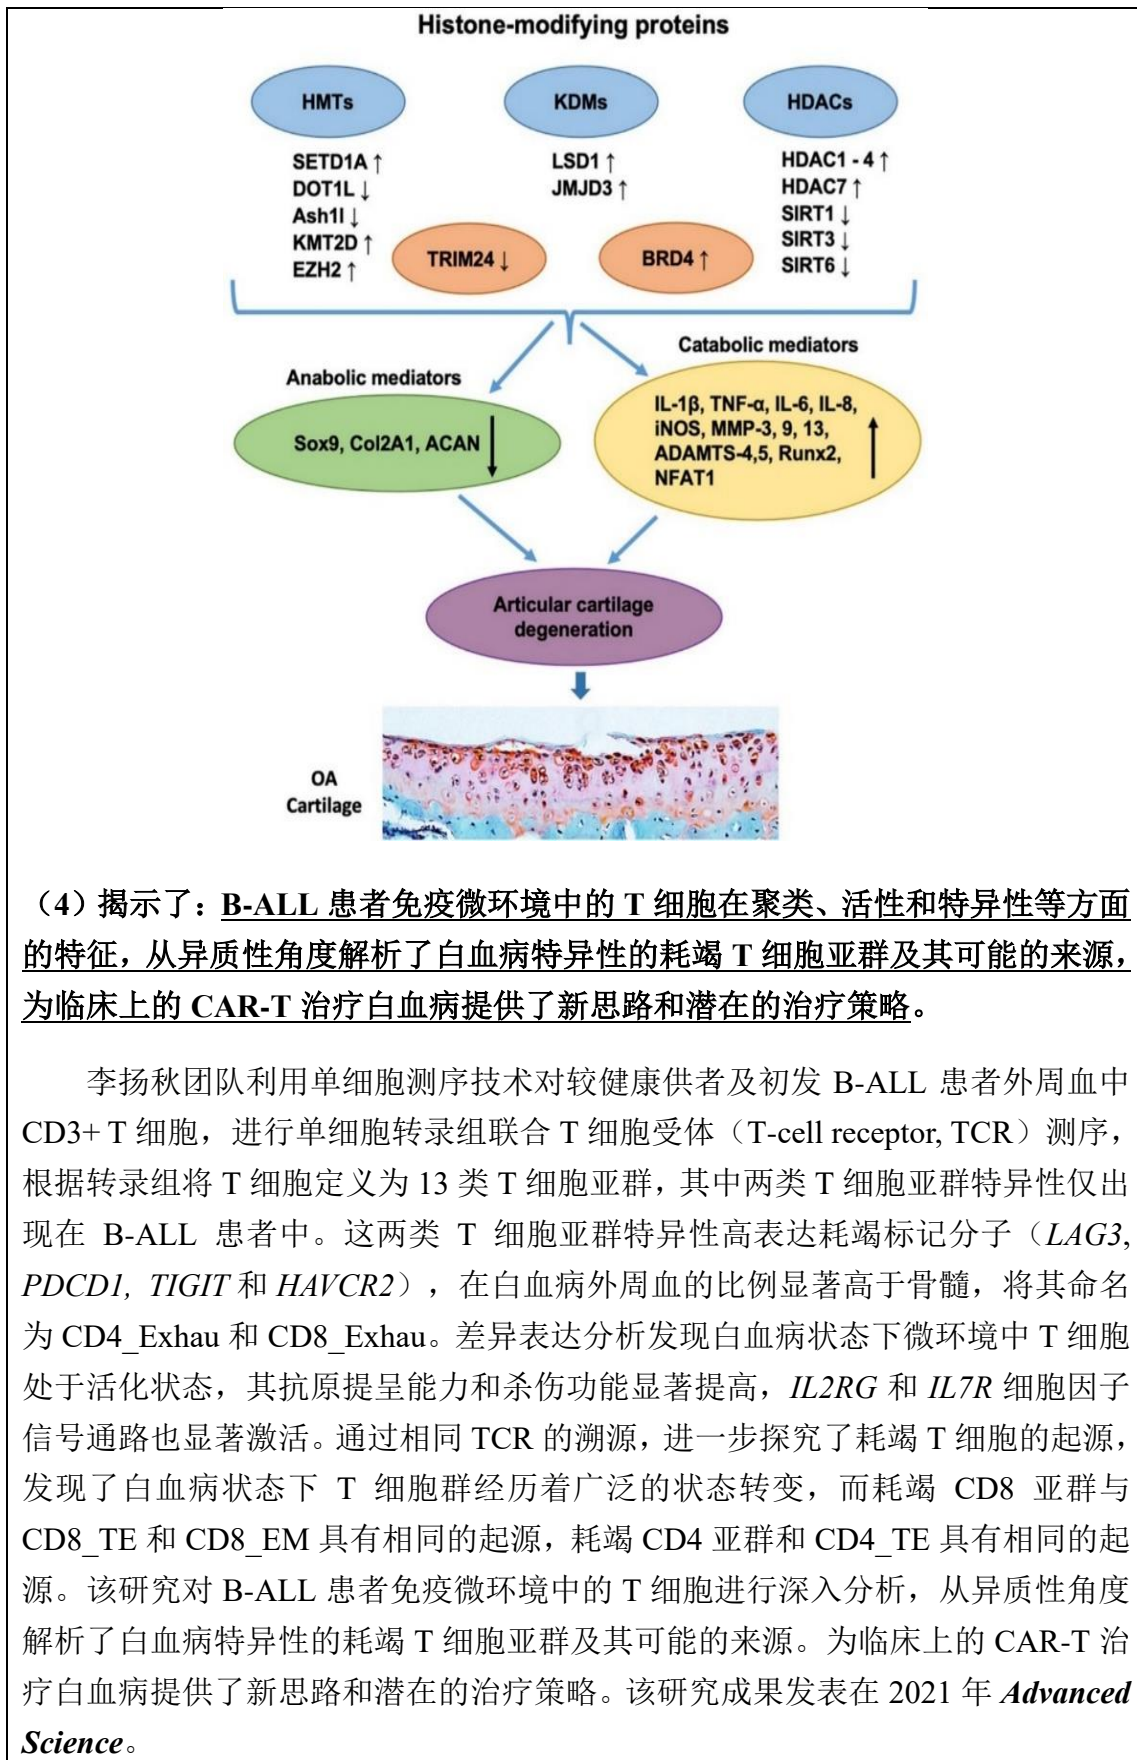 Histone-modifying proteins
HMTs
KDMs
HDACs
SETD1A ↑
DOT1L ↓
Ash1l ↓
KMT2D ↑
EZH2 ↑
LSD1 ↑
JMJD3 ↑
HDAC1 - 4 ↑
HDAC7 ↑
SIRT1 ↓
SIRT3 ↓
SIRT6 ↓
TRIM24 ↓
BRD4 ↑
Anabolic mediators
Sox9, Col2A1, ACAN
Catabolic mediators
IL-1β, TNF-α, IL-6, IL-8,
iNOS, MMP-3, 9, 13,
ADAMTS-4,5, Runx2,
NFAT1
Articular cartilage
degeneration
OA
Cartilage
（4）揭示了：B-ALL 患者免疫微环境中的 T 细胞在聚类、活性和特异性等方面
的特征，从异质性角度解析了白血病特异性的耗竭 T 细胞亚群及其可能的来源，
为临床上的 CAR-T 治疗白血病提供了新思路和潜在的治疗策略。
李扬秋团队利用单细胞测序技术对较健康供者及初发 B-ALL 患者外周血中
CD3+ T 细胞，进行单细胞转录组联合 T 细胞受体（T-cell receptor, TCR）测序，
根据转录组将 T 细胞定义为 13 类 T 细胞亚群，其中两类 T 细胞亚群特异性仅出
现在 B-ALL 患者中。这两类 T 细胞亚群特异性高表达耗竭标记分子（LAG3,
PDCD1, TIGIT 和 HAVCR2），在白血病外周血的比例显著高于骨髓，将其命名
为 CD4_Exhau 和 CD8_Exhau。差异表达分析发现白血病状态下微环境中 T 细胞
处于活化状态，其抗原提呈能力和杀伤功能显著提高，IL2RG 和 IL7R 细胞因子
信号通路也显著激活。通过相同 TCR 的溯源，进一步探究了耗竭 T 细胞的起源，
发现了白血病状态下 T 细胞群经历着广泛的状态转变，而耗竭 CD8 亚群与
CD8_TE 和 CD8_EM 具有相同的起源，耗竭 CD4 亚群和 CD4_TE 具有相同的起
源。该研究对 B-ALL 患者免疫微环境中的 T 细胞进行深入分析，从异质性角度
解析了白血病特异性的耗竭 T 细胞亚群及其可能的来源。为临床上的 CAR-T 治
疗白血病提供了新思路和潜在的治疗策略。该研究成果发表在 2021 年 Advanced
Science。